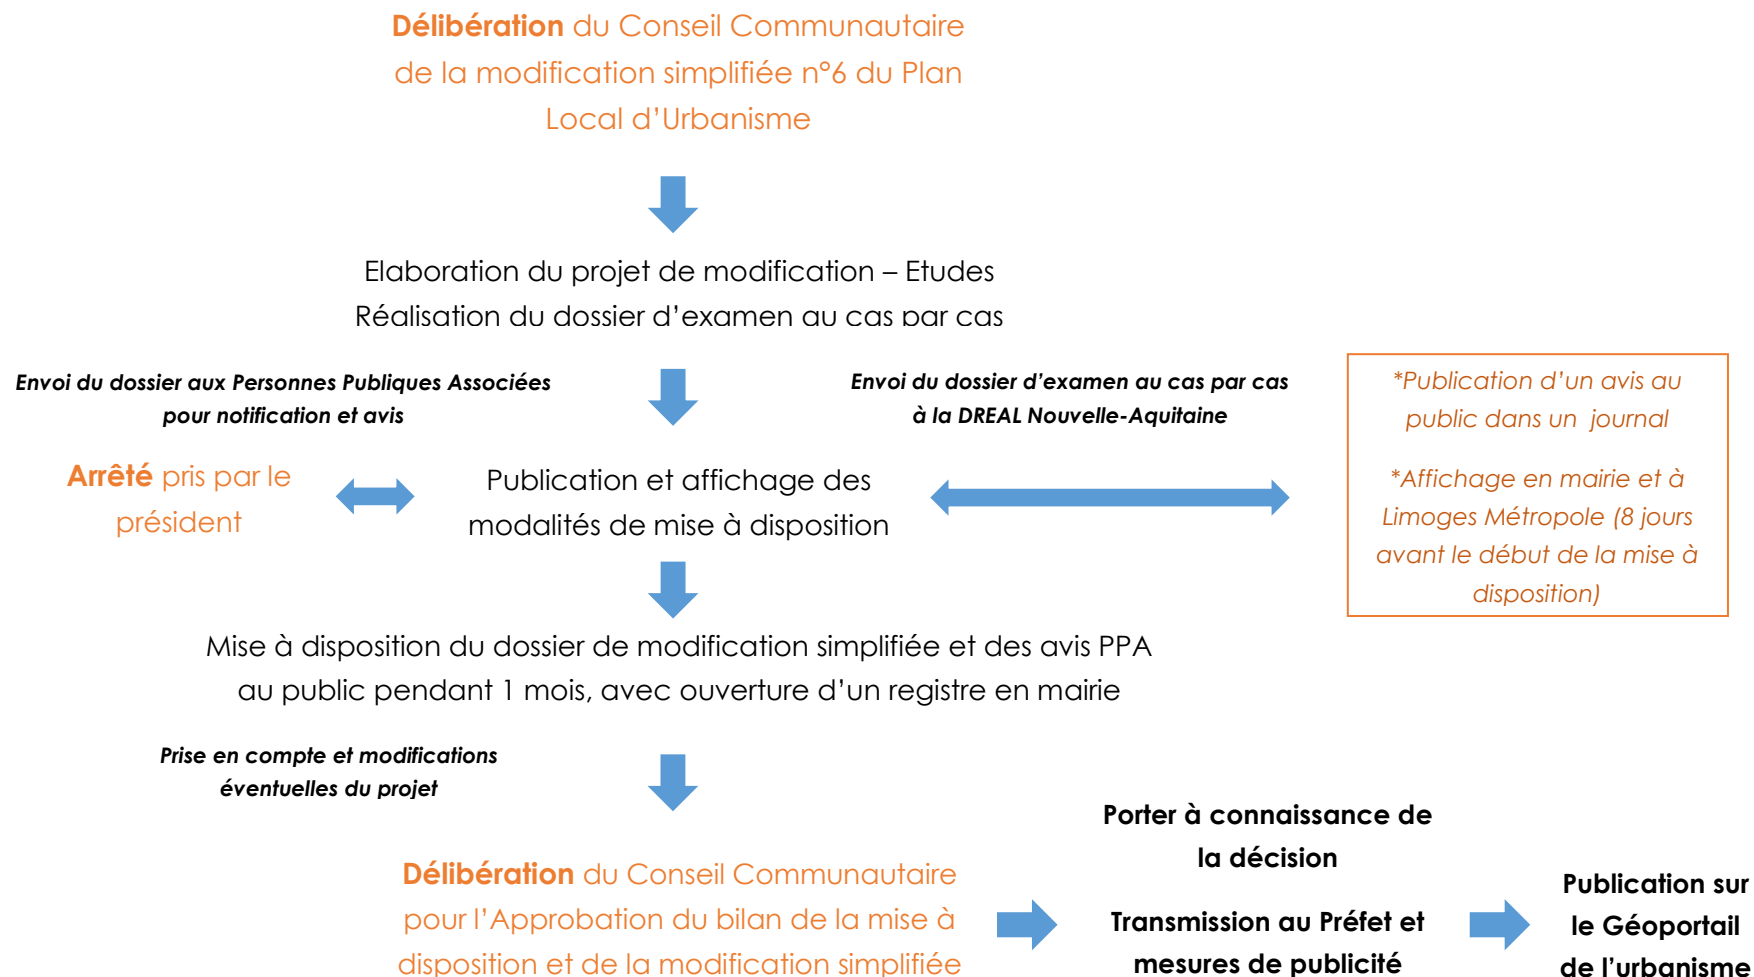 Délibération du Conseil Communautaire
de la modification simplifiée n°6 du Plan
Local d'Urbanisme
Elaboration du projet de modification – Etudes
Réalisation du dossier d'examen au cas par cas
Envoi du dossier aux Personnes Publiques Associées
pour notification et avis
Envoi du dossier d'examen au cas par cas
à la DREAL Nouvelle-Aquitaine
*Publication d'un avis au
public dans un journal
*Affichage en mairie et à
Limoges Métropole (8 jours
avant le début de la mise à
disposition)
Arrêté pris par le
président
Publication et affichage des
modalités de mise à disposition
Mise à disposition du dossier de modification simplifiée et des avis PPA
au public pendant 1 mois, avec ouverture d'un registre en mairie
Prise en compte et modifications
éventuelles du projet
Délibération du Conseil Communautaire
pour l'Approbation du bilan de la mise à
disposition et de la modification simplifiée
Porter à connaissance de
la décision
Transmission au Préfet et
mesures de publicité
Publication sur
le Géoportail
de l'urbanisme